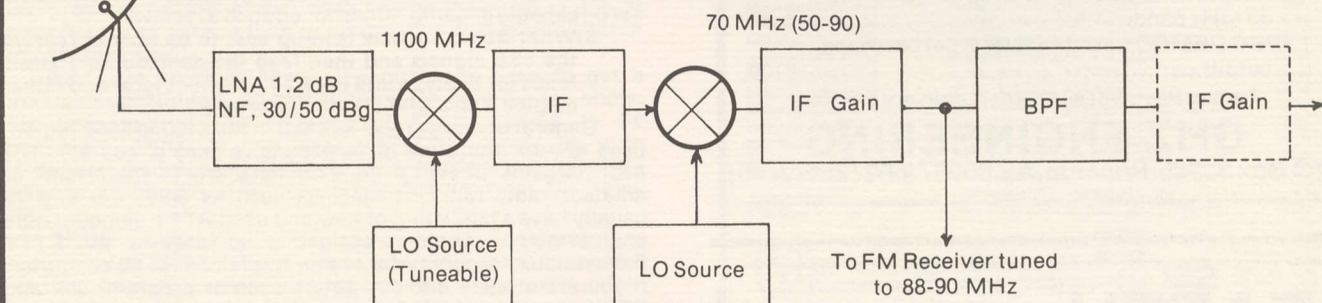 70 MHz (50-90)
1100 MHz
LNA 1.2 dB
NF, 30/50 dBg
IF
IF Gain
BPF
IF Gain
LO Source
(Tuneable)
LO Source
To FM Receiver tuned
to 88-90 MHz